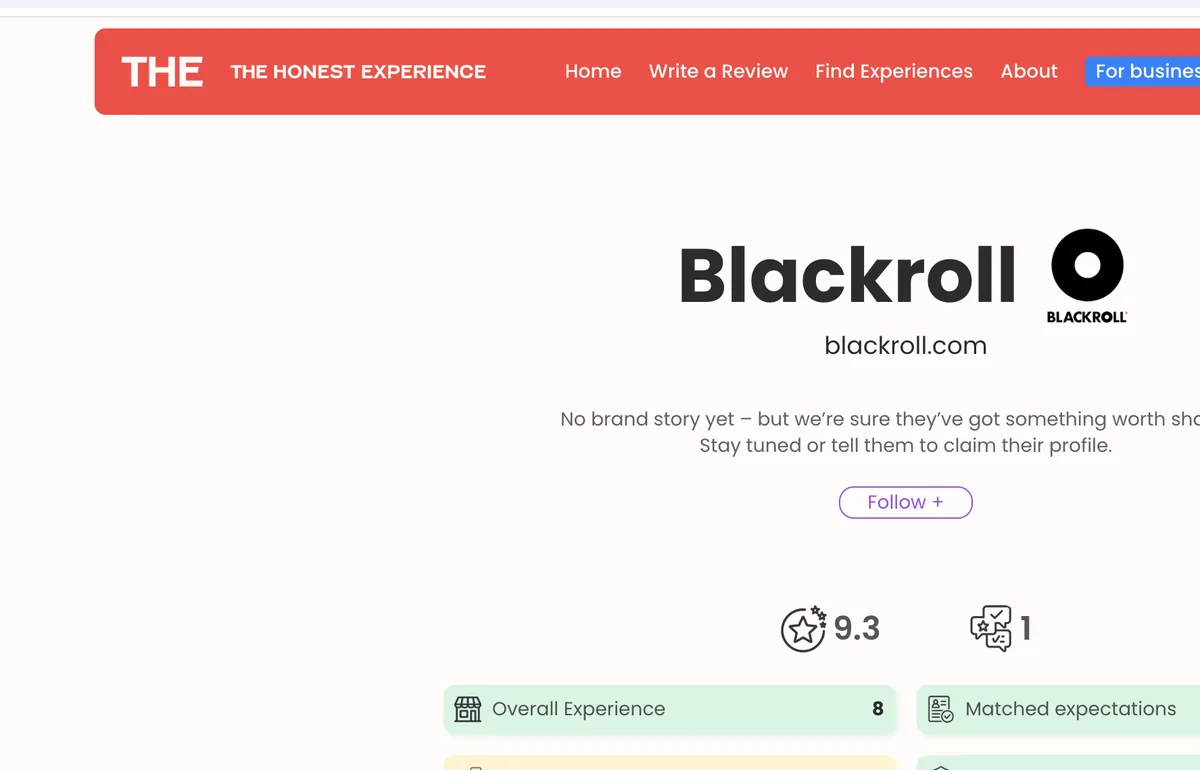 THE THE HONEST EXPERIENCE Home Write a Review Find Experiences About For busines
Blackroll
BLACKROLL
blackroll.com
No brand story yet – but we're sure they've got something worth sha
Stay tuned or tell them to claim their profile.
Follow +
9.3 1
Overall Experience 8 Matched expectations